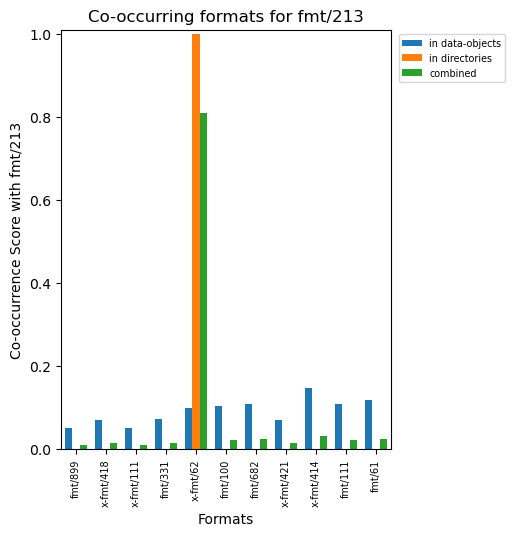 Co-occurring formats for fmt/213
in data-objects
in directories
combined
Co-occurrence Score with fmt/213
1.0
0.8
0.6
0.4
0.2
0.0
fmt/899
x-fmt/418
x-fmt/111
fmt/331
x-fmt/62
fmt/100
fmt/682
x-fmt/421
x-fmt/414
fmt/111
fmt/61
Formats